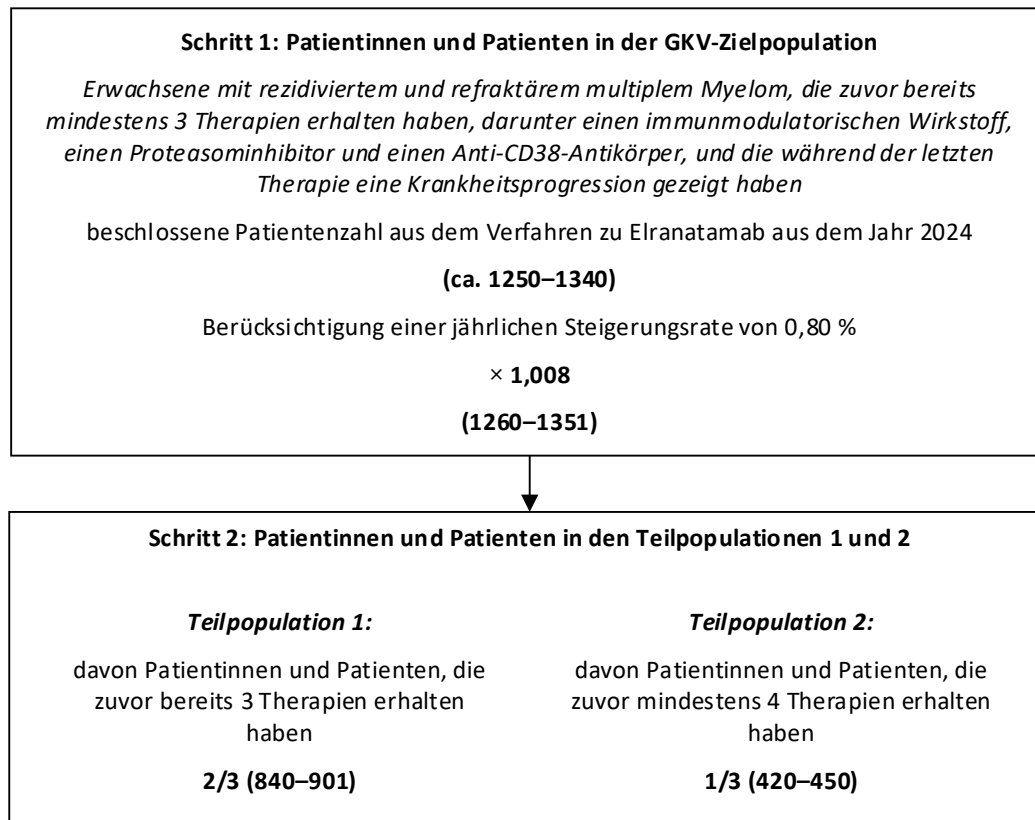 Schritt 1: Patientinnen und Patienten in der GKV-Zielpopulation
Erwachsene mit rezidiviertem und refraktärem multiplem Myelom, die zuvor bereits
mindestens 3 Therapien erhalten haben, darunter einen immunmodulatorischen Wirkstoff,
einen Proteasominhibitor und einen Anti-CD38-Antikörper, und die während der letzten
Therapie eine Krankheitsprogression gezeigt haben
beschlossene Patientenzahl aus dem Verfahren zu Elranatamab aus dem Jahr 2024
(ca. 1250–1340)
Berücksichtigung einer jährlichen Steigerungsrate von 0,80 %
× 1,008
(1260–1351)
Schritt 2: Patientinnen und Patienten in den Teilpopulationen 1 und 2
Teilpopulation 1:
davon Patientinnen und Patienten, die
zuvor bereits 3 Therapien erhalten
haben
2/3 (840–901)
Teilpopulation 2:
davon Patientinnen und Patienten, die
zuvor mindestens 4 Therapien erhalten
haben
1/3 (420–450)